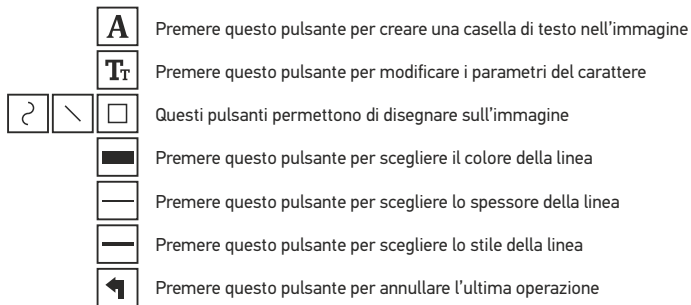 A Premere questo pulsante per creare una casella di testo nell'immagine
TT Premere questo pulsante per modificare i parametri del carattere
Questi pulsanti permettono di disegnare sull'immagine
Premere questo pulsante per scegliere il colore della linea
Premere questo pulsante per scegliere lo spessore della linea
Premere questo pulsante per scegliere lo stile della linea
Premere questo pulsante per annullare l'ultima operazione